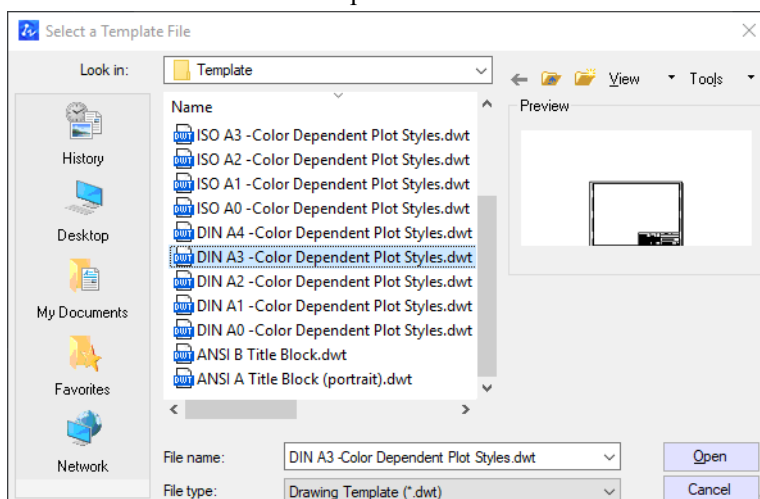 Select a Template File
Look in: Template View Tools
Name Preview
ISO A3 -Color Dependent Plot Styles.dwt
ISO A2 -Color Dependent Plot Styles.dwt
ISO A1 -Color Dependent Plot Styles.dwt
ISO A0 -Color Dependent Plot Styles.dwt
DIN A4 -Color Dependent Plot Styles.dwt
DIN A3 -Color Dependent Plot Styles.dwt
DIN A2 -Color Dependent Plot Styles.dwt
DIN A1 -Color Dependent Plot Styles.dwt
DIN A0 -Color Dependent Plot Styles.dwt
ANSI B Title Block.dwt
ANSI A Title Block (portrait).dwt
History
Desktop
My Documents
Favorites
Network
File name: DIN A3 -Color Dependent Plot Styles.dwt Open
File type: Drawing Template (*.dwt) Cancel